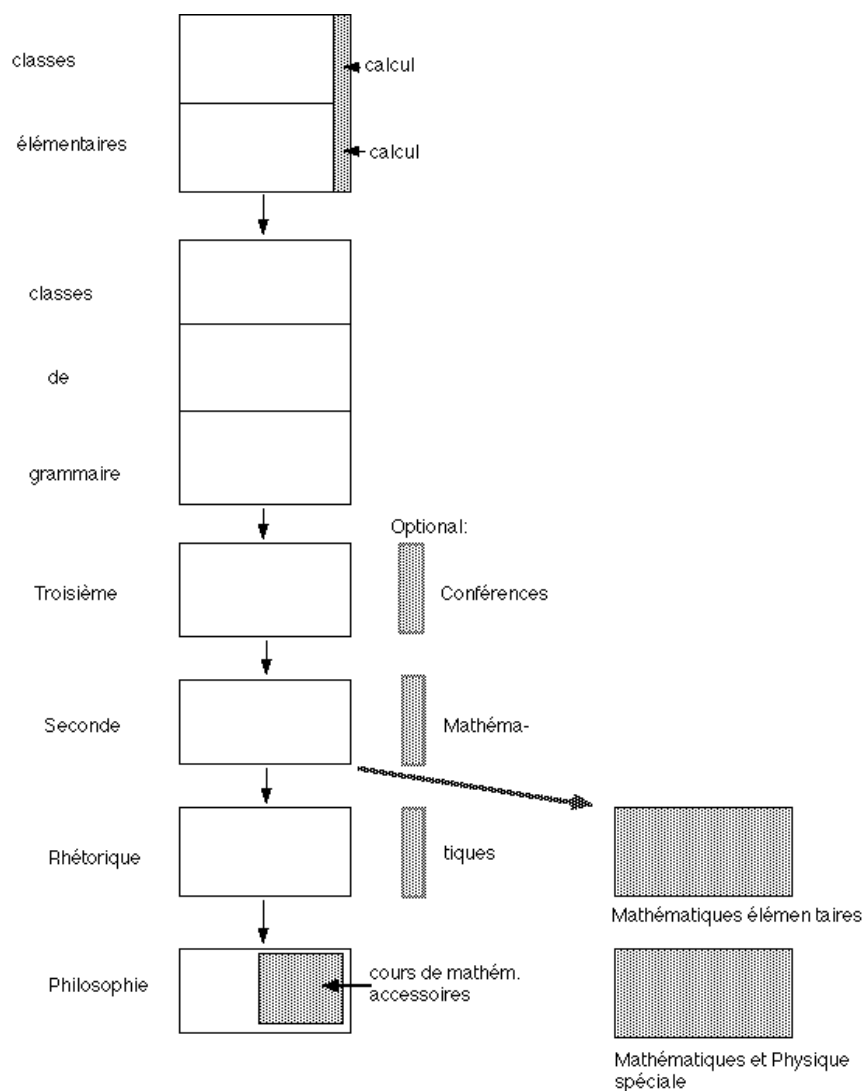 classes
calcul
élémentaires
calcul
classes
de
grammaire
Optional:
Troisième
Conférences
Seconde
Mathéma-
Rhétorique
tiques
Mathématiques élémen taires
Philosophie
cours de mathém.
accessoires
Mathématiques et Physique
spéciale